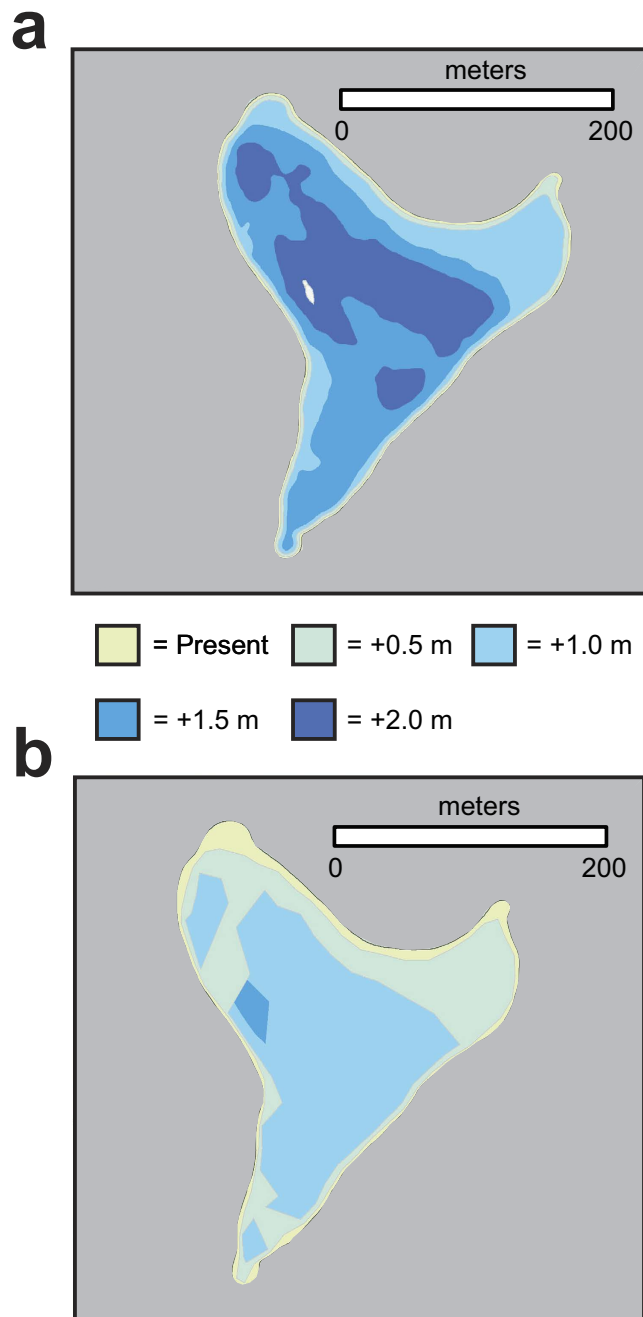 a
meters
0 200
= Present = +0.5 m = +1.0 m
= +1.5 m = +2.0 m
b
meters
0 200